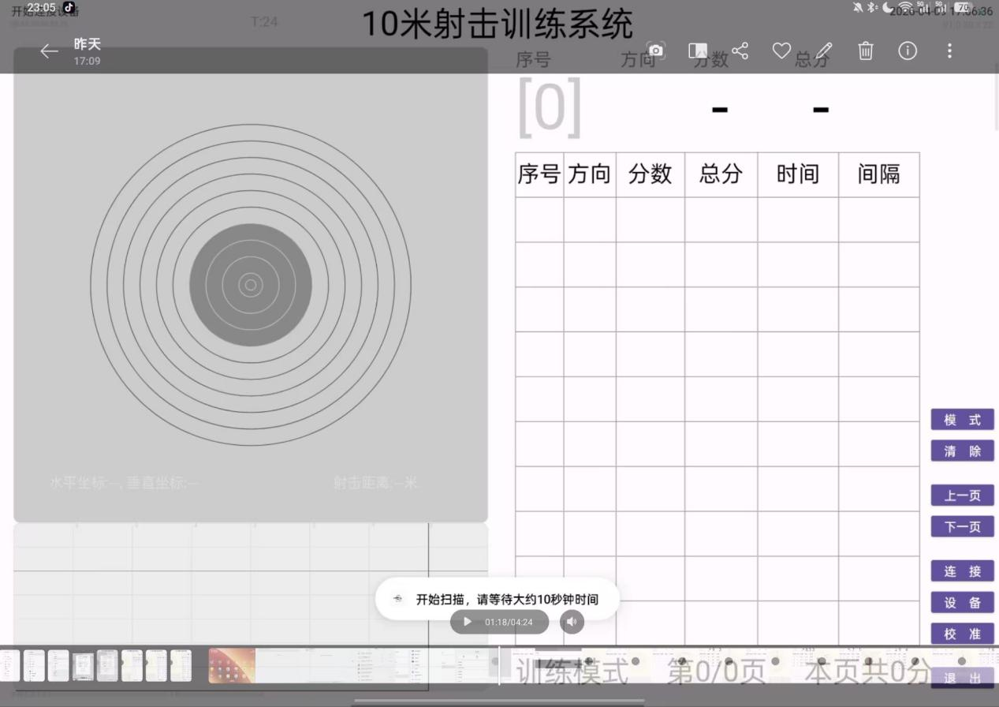 23:05
开始连接设备
T:24
10米射击训练系统
昨天
17:09
序号 方向 分数 总分
[0] - -
序号 方向 分数 总分 时间 间隔
水平坐标:--, 垂直坐标:--
射击距离:--米
模 式
清 除
上一页
下一页
连 接
设 备
校 准
退 出
开始扫描，请等待大约10秒钟时间
01:18/04:24
训练模式 第0/0页 本页共0分